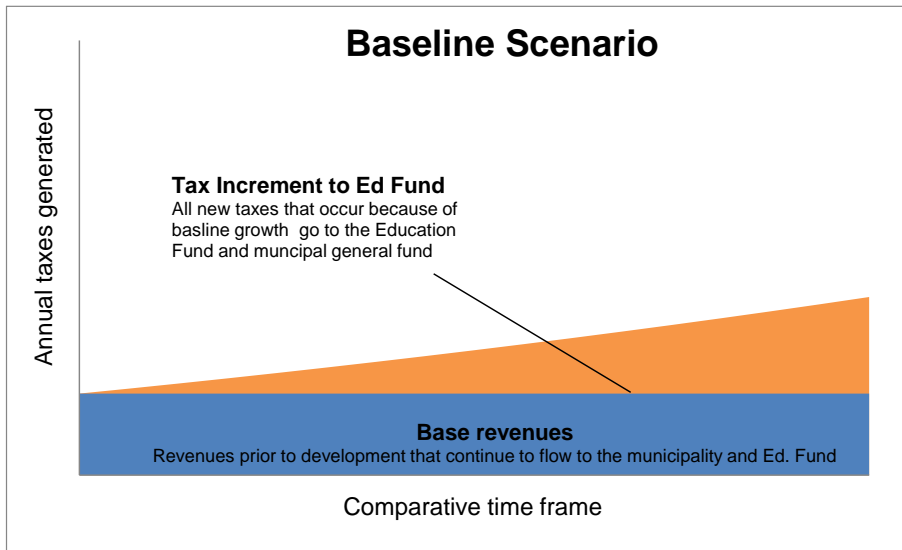 Baseline Scenario
Annual taxes generated
Tax Increment to Ed Fund
All new taxes that occur because of
basline growth go to the Education
Fund and muncipal general fund
Base revenues
Revenues prior to development that continue to flow to the municipality and Ed. Fund
Comparative time frame